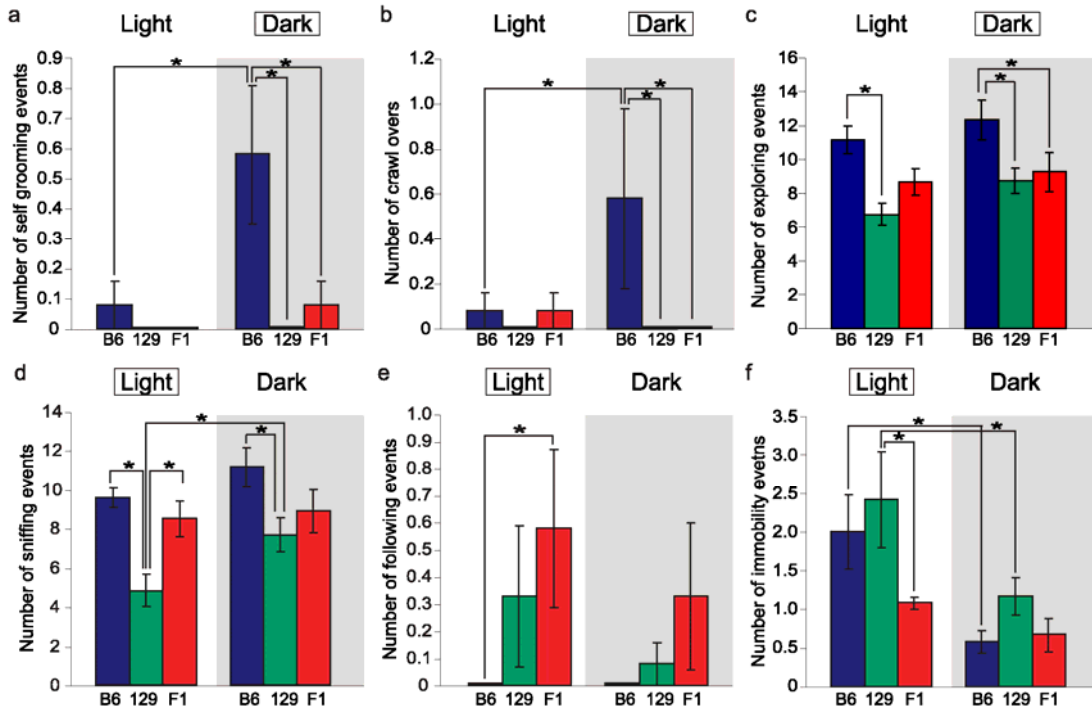 a
Light
Dark
Number of self grooming events
0.9
0.8
0.7
0.6
0.5
0.4
0.3
0.2
0.1
0
*
*
*
B6 129 F1
B6 129 F1
b
Light
Dark
Number of crawl overs
1.2
1.0
0.8
0.6
0.4
0.2
0
*
*
*
B6 129 F1
B6 129 F1
c
Light
Dark
Number of exploring events
16
14
12
10
8
6
4
2
0
*
*
*
B6 129 F1
B6 129 F1
d
Light
Dark
Number of sniffing events
14
12
10
8
6
4
2
0
*
*
*
*
B6 129 F1
B6 129 F1
e
Light
Dark
Number of following events
1.0
0.9
0.8
0.7
0.6
0.5
0.4
0.3
0.2
0.1
0
*
B6 129 F1
B6 129 F1
f
Light
Dark
Number of immobility evetns
3.5
3.0
2.5
2.0
1.5
1.0
0.5
0
*
*
*
B6 129 F1
B6 129 F1